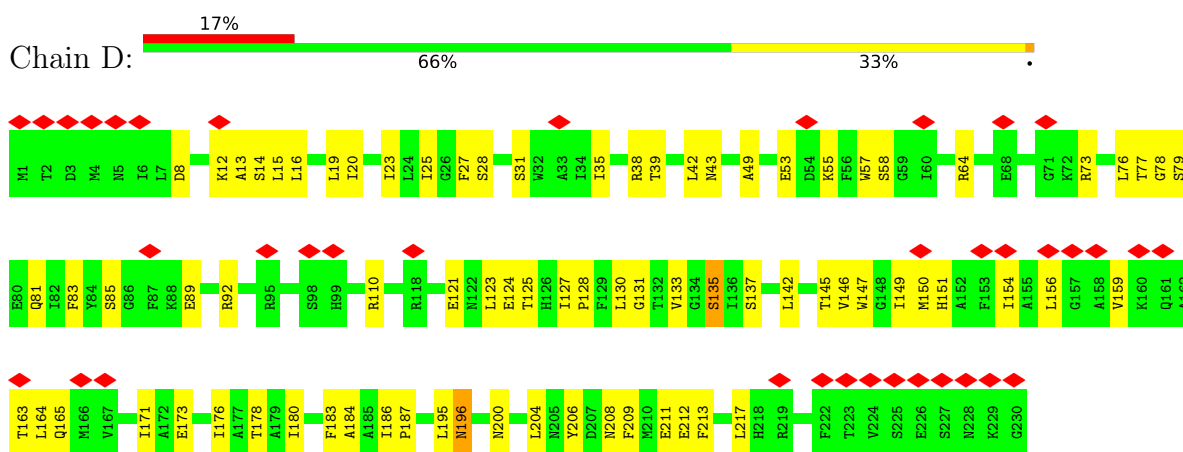 17%
Chain D:
66% 33% •
M1 T2 D3 M4 N5 I6 L7 D8 K12 A13 S14 L15 L16 L19 I20 I23 L24 I25 G26 F27 S28 S31 W32 A33 I34 I35 R38 T39 L42 N43 A49 E53 D54 K55 F56 W57 S58 G59 I60 R64 E68 G71 K72 R73 L76 T77 G78 S79
E80 Q81 I82 F83 Y84 S85 G86 F87 K88 E89 R92 R95 S98 H99 R110 R118 E121 N122 L123 E124 T125 H126 I127 P128 F129 L130 G131 T132 V133 G134 S135 I136 S137 L142 T145 V146 W147 G148 I149 M150 H151 A152 F153 I154 A155 L156 G157 A158 V159 K160 Q161
T163 L164 Q165 M166 V167 I171 A172 E173 I176 A177 T178 A179 I180 F183 A184 A185 I186 P187 L195 N196 N200 L204 N205 Y206 D207 N208 F209 M210 E211 E212 F213 L217 H218 R219 F222 T223 V224 S225 E226 S227 N228 K229 G230